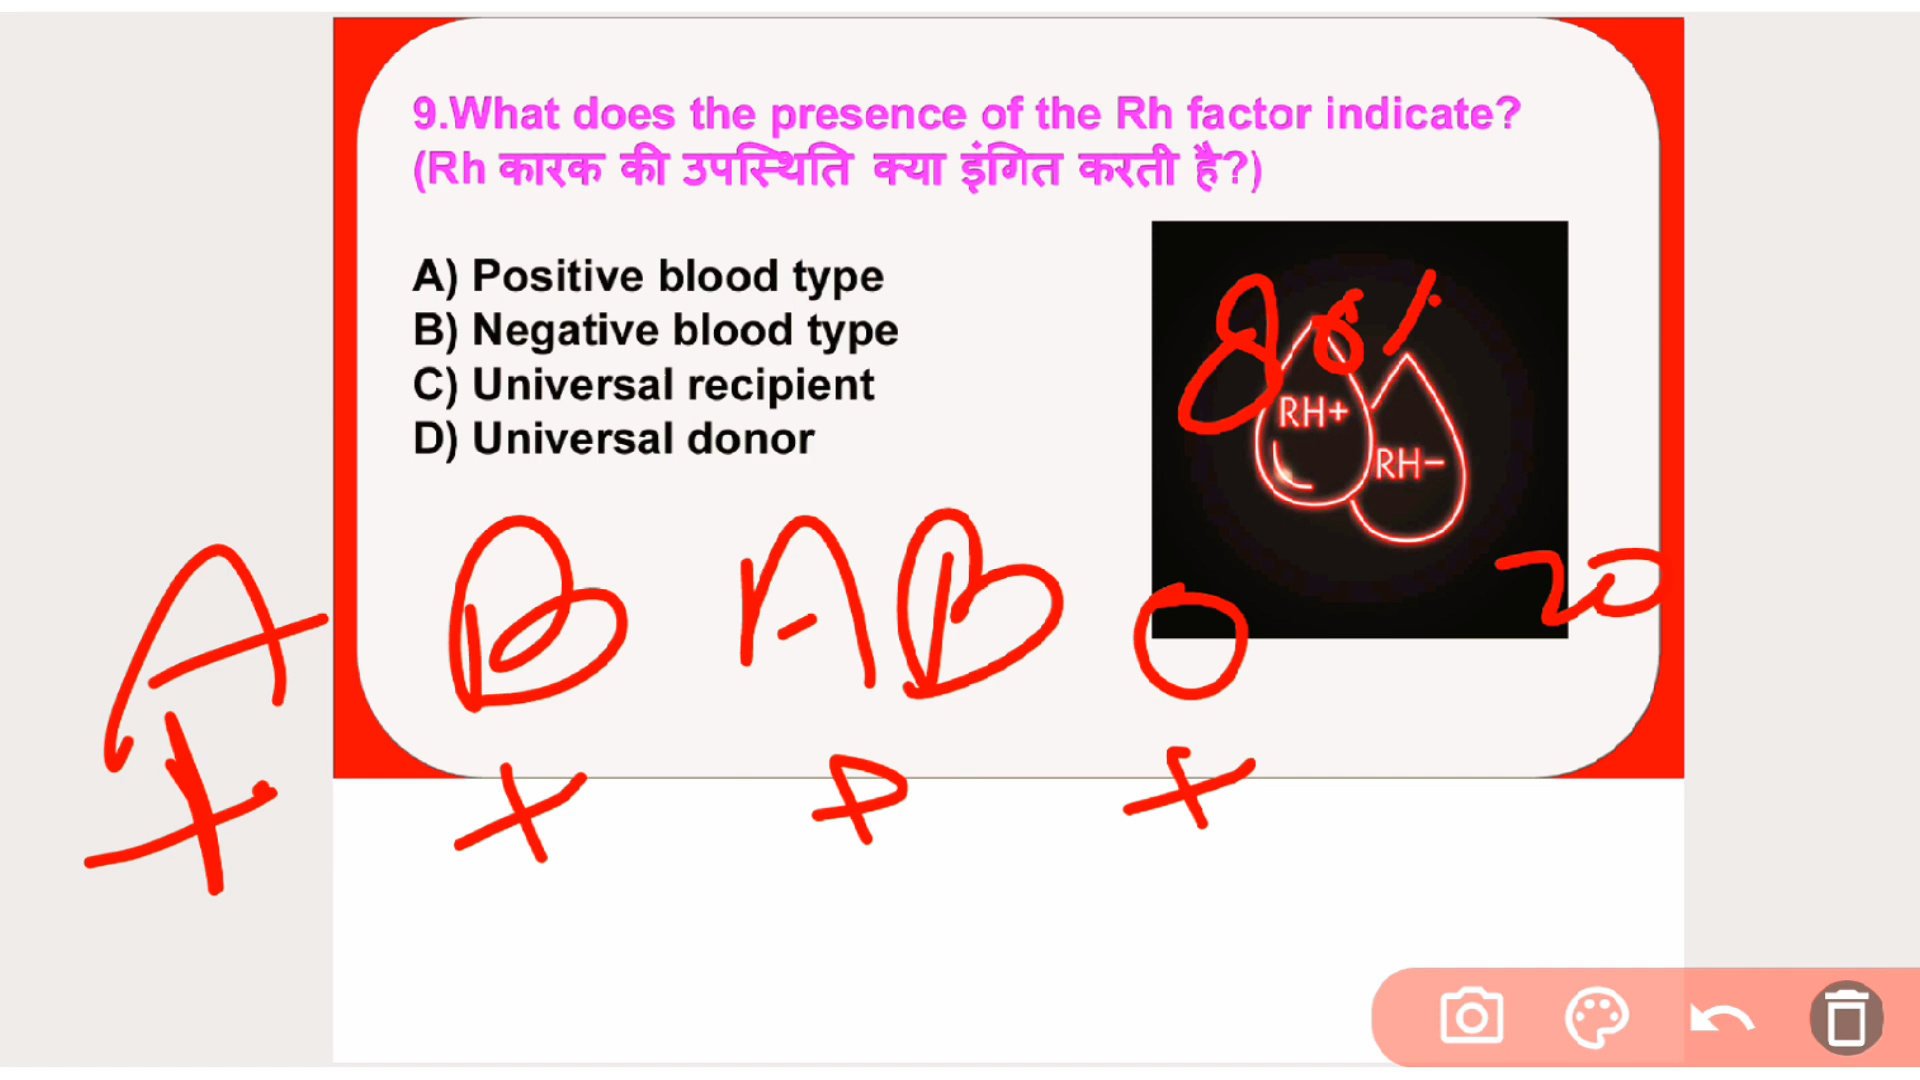 9.What does the presence of the Rh factor indicate?
(Rh कारक की उपस्थिति क्या इंगित करती है?)
A) Positive blood type
B) Negative blood type
C) Universal recipient
D) Universal donor
80%
RH+
RH−
20
A B AB O
+ + + +